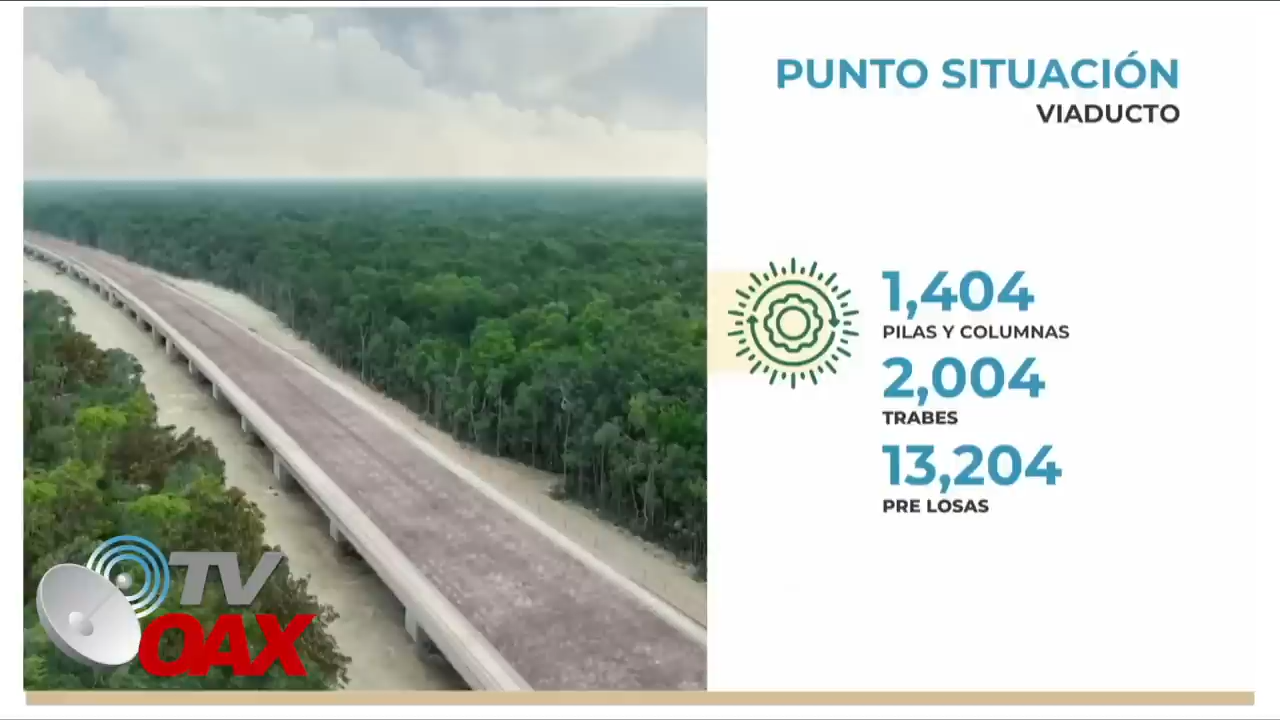 PUNTO SITUACIÓN
VIADUCTO
1,404
PILAS Y COLUMNAS
2,004
TRABES
13,204
PRE LOSAS
TV
OAX